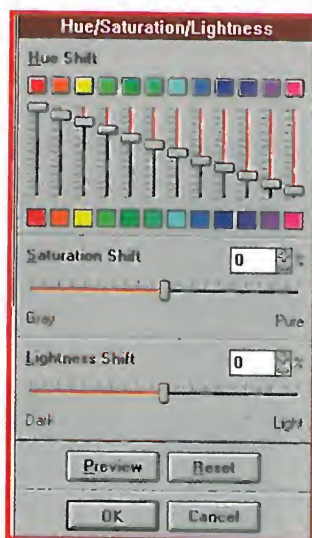 Hue/Saturation/Lightness
Hue Shift
Saturation Shift 0 %
Gray Pure
Lightness Shift 0 %
Dark Light
Preview Reset
OK Cancel